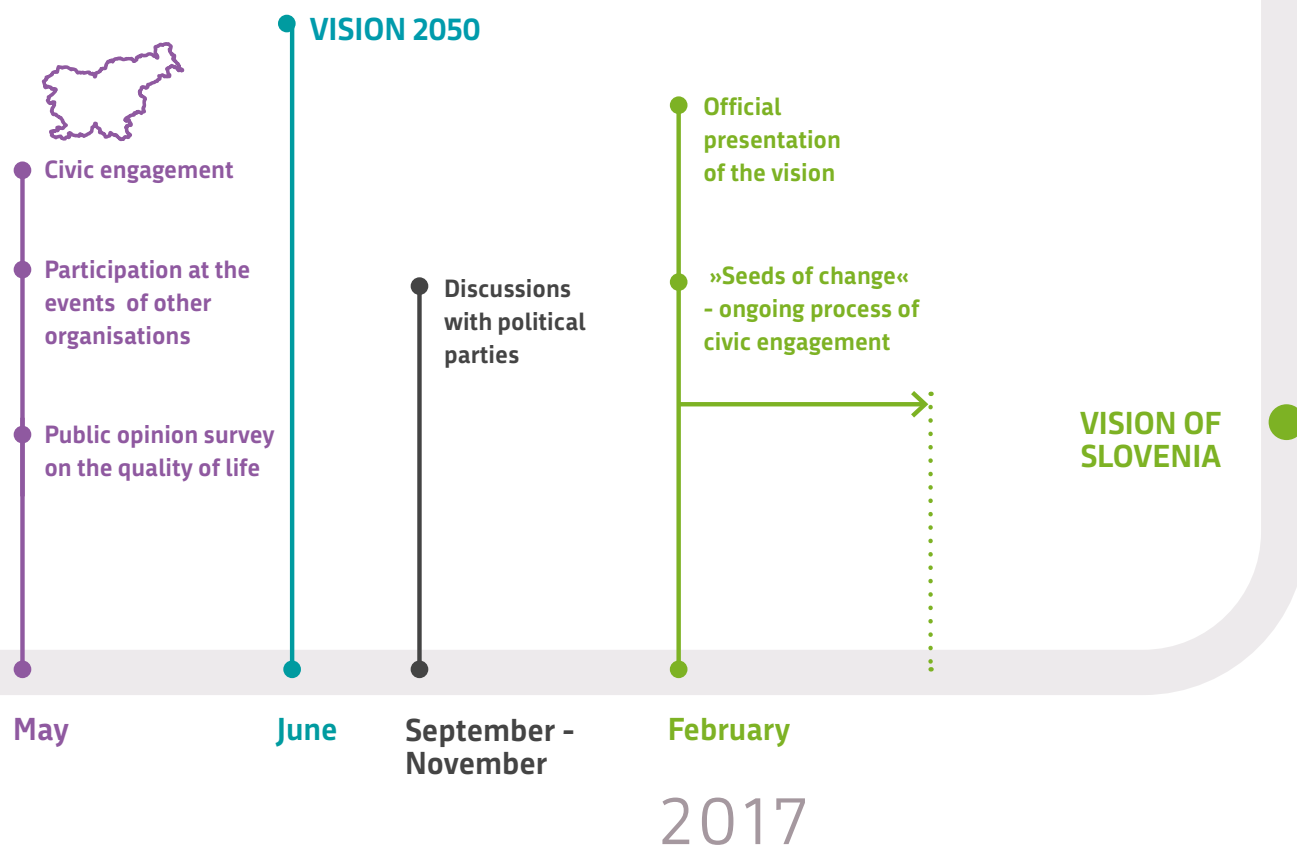 VISION 2050
Civic engagement
Participation at the
events of other
organisations
Public opinion survey
on the quality of life
Discussions
with political
parties
Official
presentation
of the vision
»Seeds of change«
- ongoing process of
civic engagement
VISION OF
SLOVENIA
May
June
September -
November
February
2017